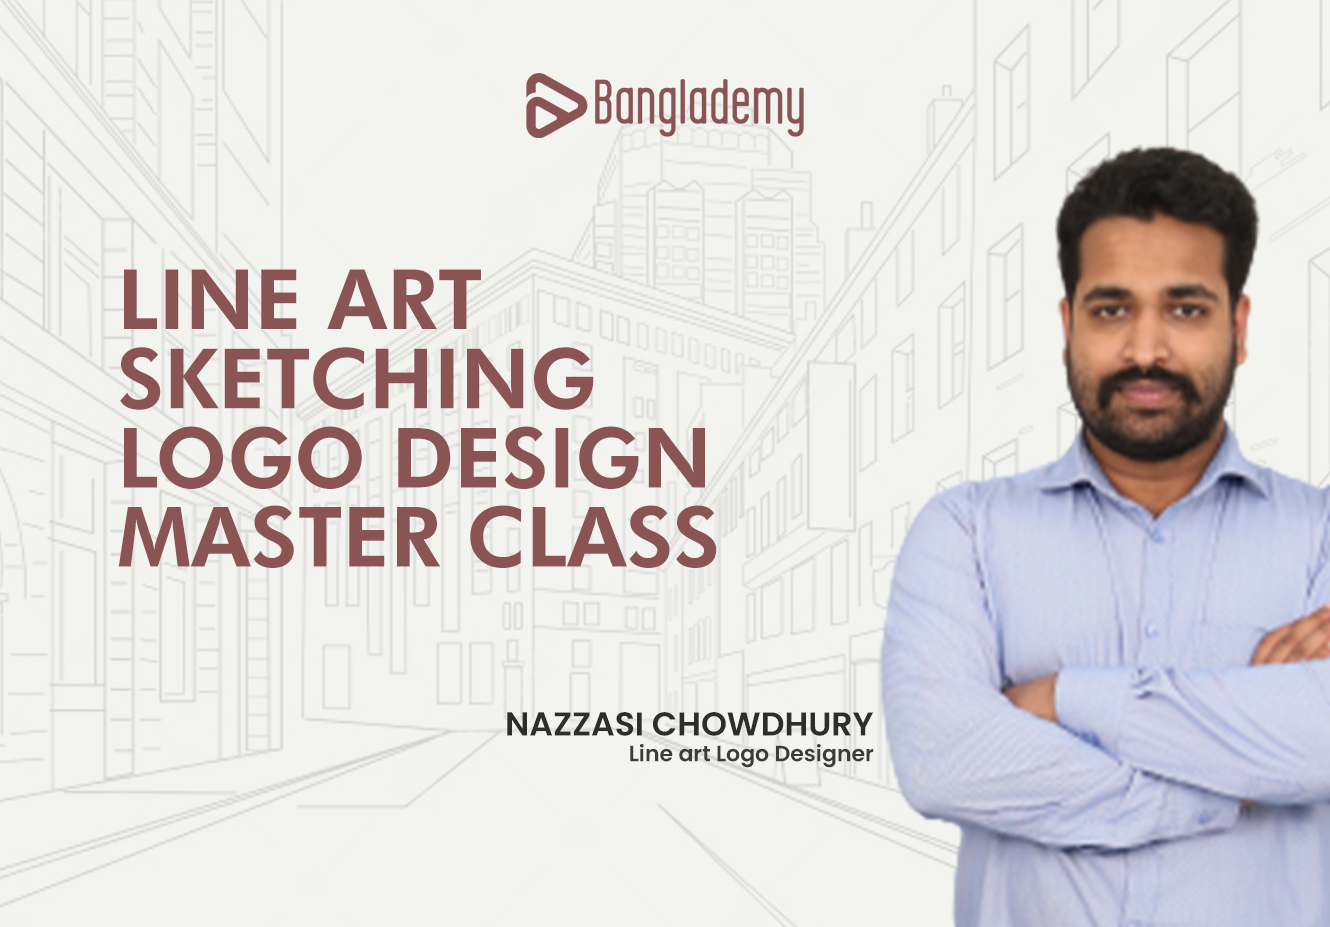 Banglademy
LINE ART
SKETCHING
LOGO DESIGN
MASTER CLASS
NAZZASI CHOWDHURY
Line art Logo Designer